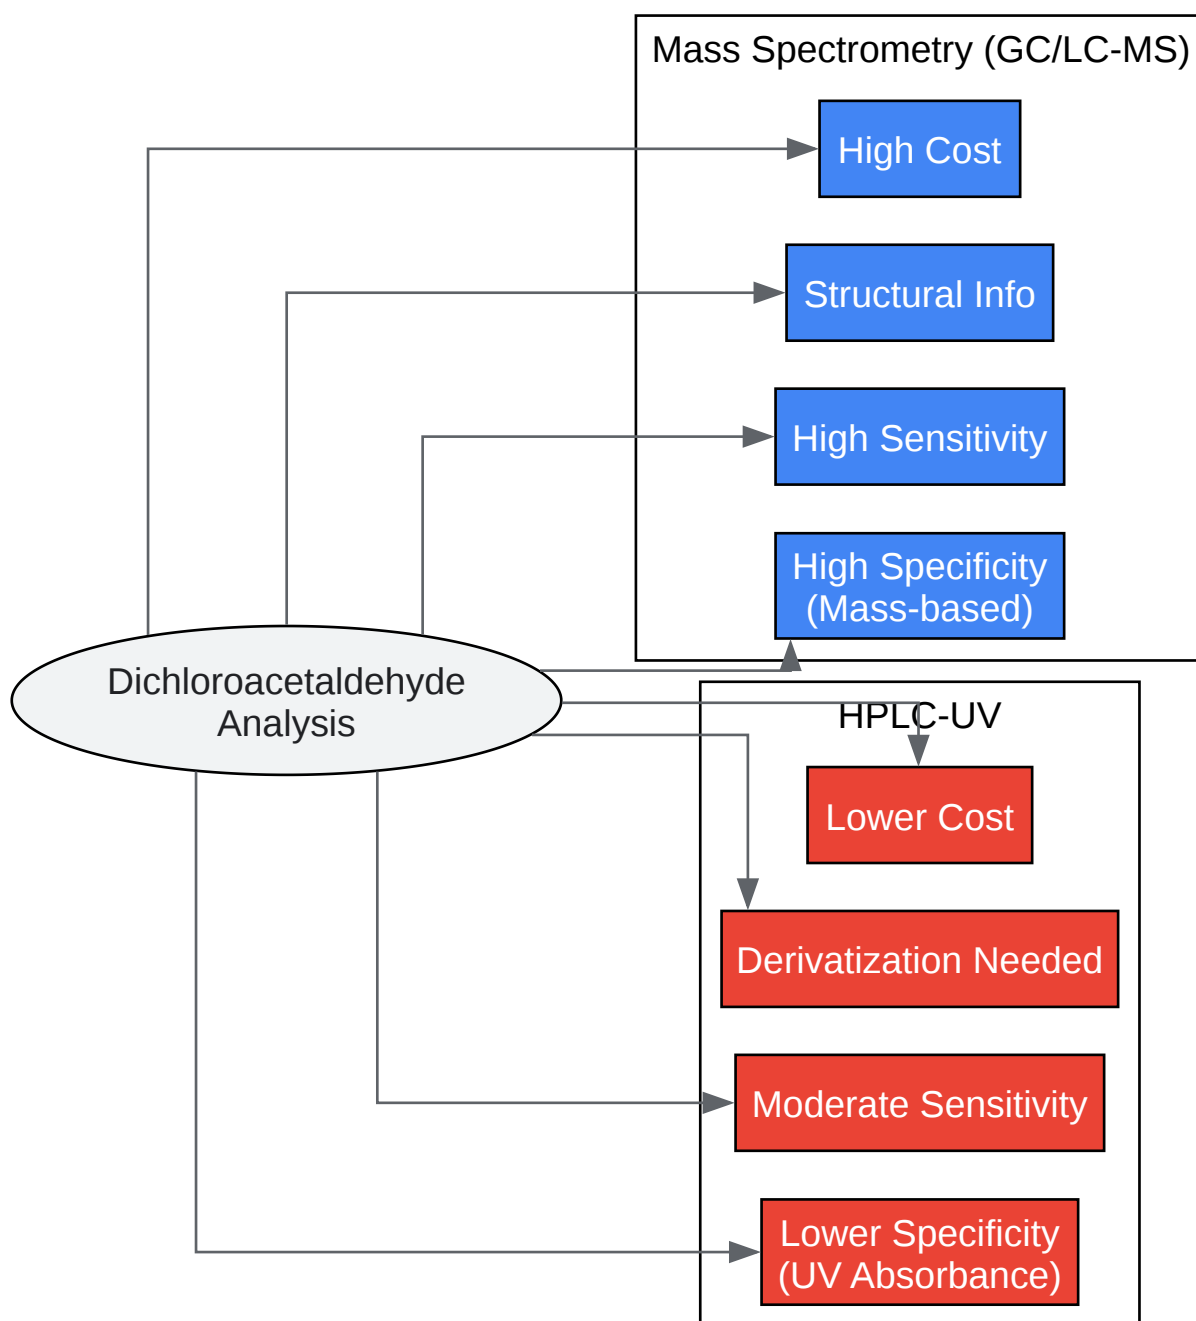 Mass Spectrometry (GC/LC-MS)
High Cost
Structural Info
High Sensitivity
High Specificity
(Mass-based)
Dichloroacetaldehyde
Analysis
HPLC-UV
Lower Cost
Derivatization Needed
Moderate Sensitivity
Lower Specificity
(UV Absorbance)